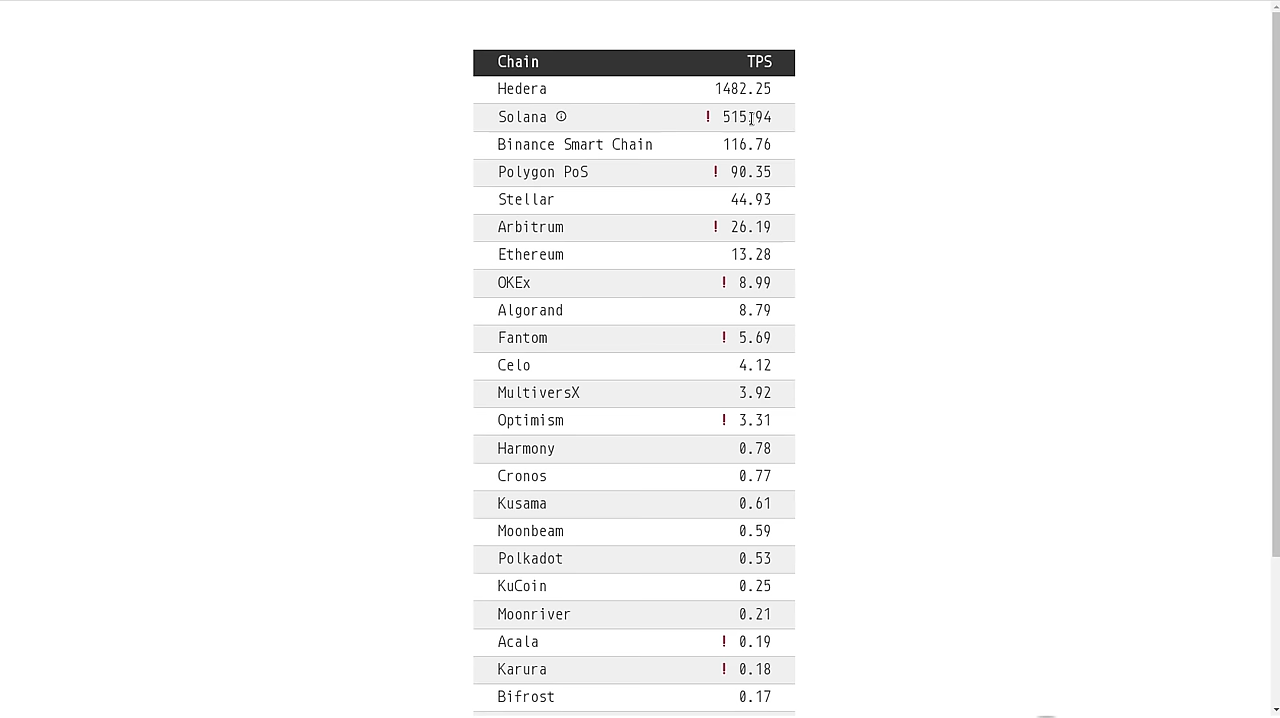 Chain TPS
Hedera 1482.25
Solana ⓘ ! 515.94
Binance Smart Chain 116.76
Polygon PoS ! 90.35
Stellar 44.93
Arbitrum ! 26.19
Ethereum 13.28
OKEx ! 8.99
Algorand 8.79
Fantom ! 5.69
Celo 4.12
MultiversX 3.92
Optimism ! 3.31
Harmony 0.78
Cronos 0.77
Kusama 0.61
Moonbeam 0.59
Polkadot 0.53
KuCoin 0.25
Moonriver 0.21
Acala ! 0.19
Karura ! 0.18
Bifrost 0.17